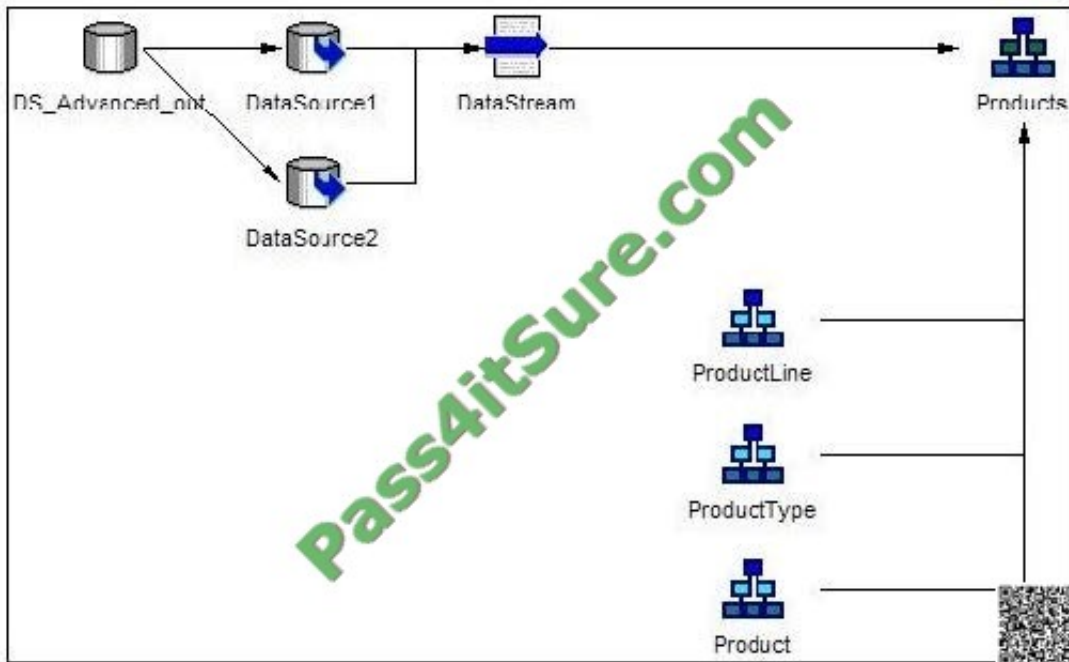 DS_Advanced_out
DataSource1
DataStream
Products
DataSource2
ProductLine
ProductType
Product
Pass4itSure.com